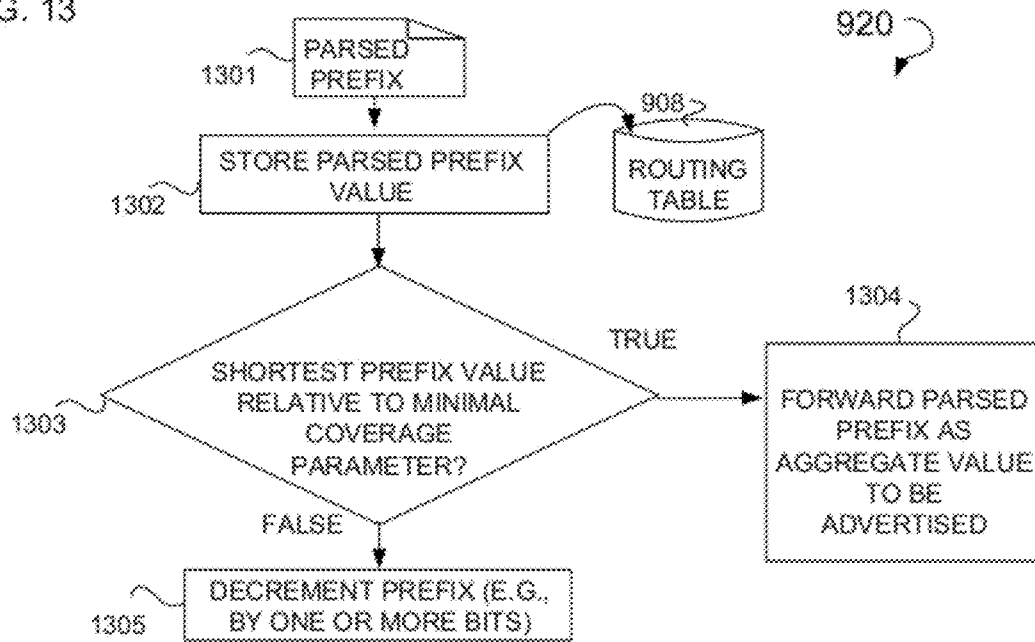 G. 13
920
PARSED
PREFIX
1301
908
STORE PARSED PREFIX
VALUE
1302
ROUTING
TABLE
1304
TRUE
SHORTEST PREFIX VALUE
RELATIVE TO MINIMAL
COVERAGE
PARAMETER?
1303
FORWARD PARSED
PREFIX AS
AGGREGATE VALUE
TO BE
ADVERTISED
FALSE
DECREMENT PREFIX (E.G.,
BY ONE OR MORE BITS)
1305